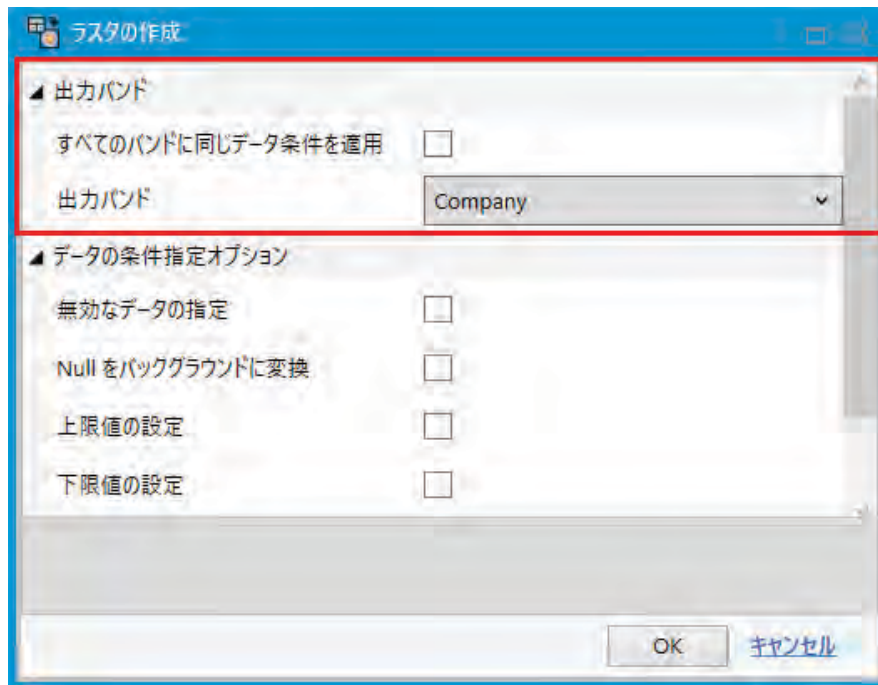 ラスタの作成
出力バンド
すべてのバンドに同じデータ条件を適用
出力バンド Company
データの条件指定オプション
無効なデータの指定
Null をバックグラウンドに変換
上限値の設定
下限値の設定
OK キャンセル